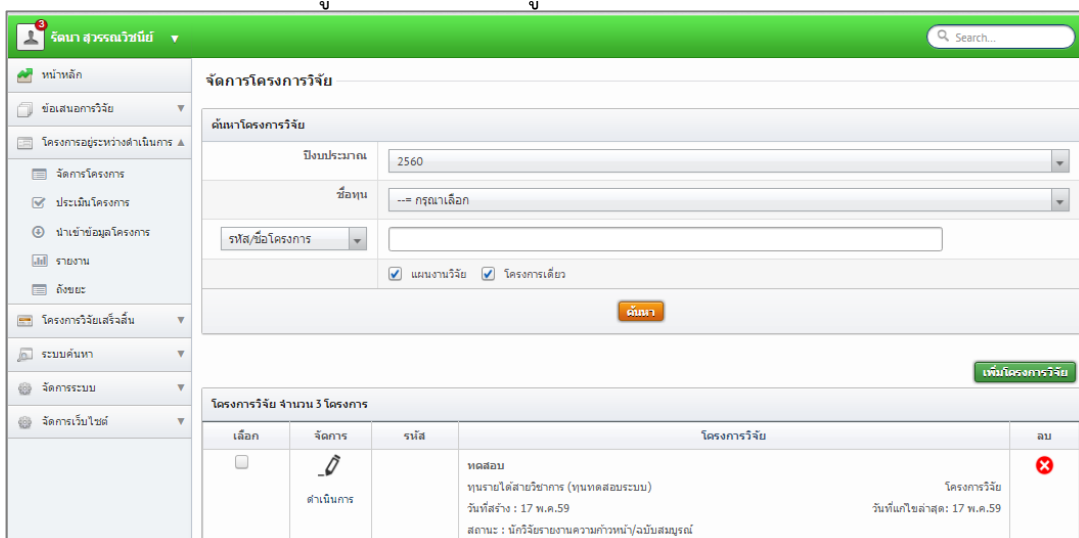 3
รัตนา สุวรรณวิชนีย์
Search...
หน้าหลัก
ข้อเสนอการวิจัย
โครงการอยู่ระหว่างดำเนินการ
จัดการโครงการ
ประเมินโครงการ
นำเข้าข้อมูลโครงการ
รายงาน
ถังขยะ
โครงการวิจัยเสร็จสิ้น
ระบบค้นหา
จัดการระบบ
จัดการเว็บไซต์
จัดการโครงการวิจัย
ค้นหาโครงการวิจัย
ปีงบประมาณ 2560
ชื่อทุน --= กรุณาเลือก
รหัส/ชื่อโครงการ
แผนงานวิจัย โครงการเดี่ยว
ค้นหา
เพิ่มโครงการวิจัย
โครงการวิจัย จำนวน 3 โครงการ
เลือก จัดการ รหัส โครงการวิจัย ลบ
ทดสอบ
ทุนรายได้สายวิชาการ (ทุนทดสอบระบบ) โครงการวิจัย
ดำเนินการ
วันที่สร้าง : 17 พ.ค.59 วันที่แก้ไขล่าสุด: 17 พ.ค.59
สถานะ : นักวิจัยรายงานความก้าวหน้า/ฉบับสมบูรณ์